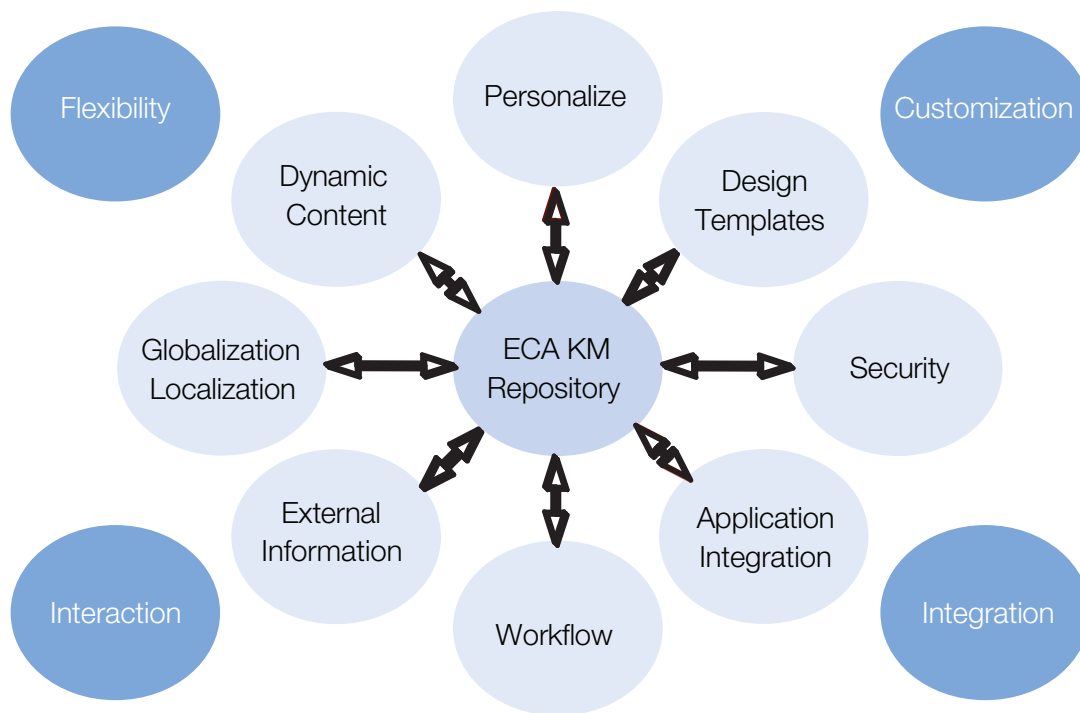 Personalize
Flexibility
Customization
Dynamic
Content
Design
Templates
Globalization
Localization
ECA KM
Repository
Security
External
Information
Application
Integration
Interaction
Workflow
Integration